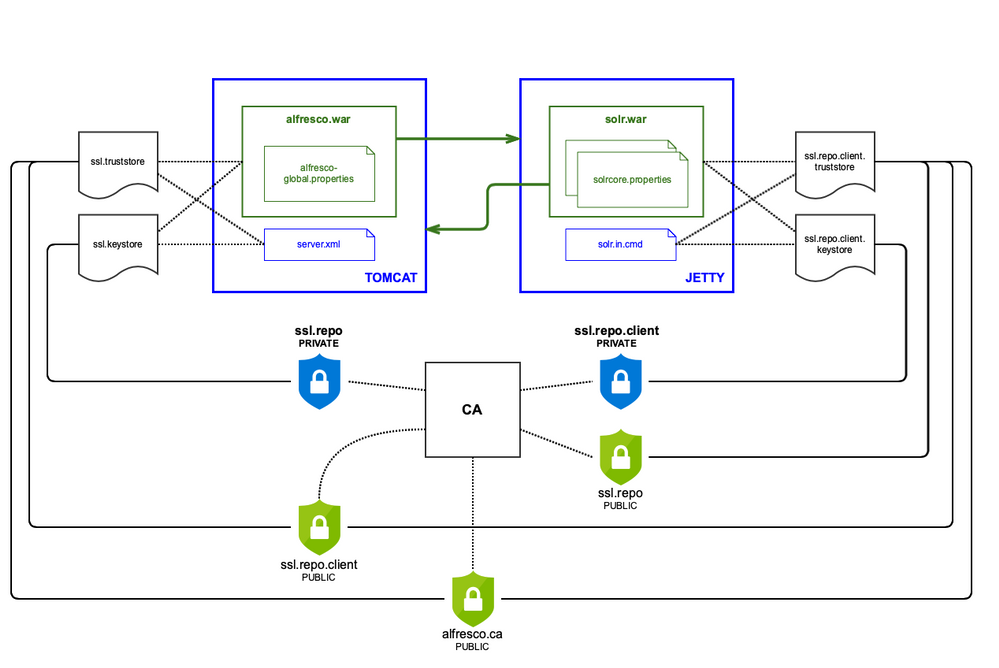 alfresco.war
solr.war
ssl.truststore
alfresco-
global.properties
solrcore.properties
ssl.repo.client.
truststore
ssl.keystore
server.xml
solr.in.cmd
ssl.repo.client.
keystore
TOMCAT
JETTY
ssl.repo
PRIVATE
ssl.repo.client
PRIVATE
CA
ssl.repo
PUBLIC
ssl.repo.client
PUBLIC
alfresco.ca
PUBLIC